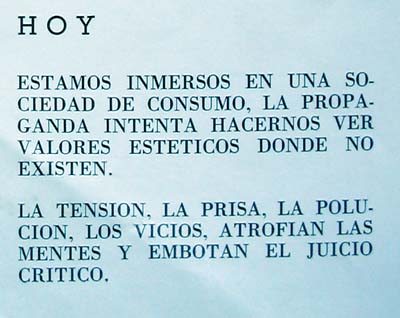 HOY
ESTAMOS INMERSOS EN UNA SO-
CIEDAD DE CONSUMO, LA PROPA-
GANDA INTENTA HACERNOS VER
VALORES ESTETICOS DONDE NO
EXISTEN.
LA TENSION, LA PRISA, LA POLU-
CION, LOS VICIOS, ATROFIAN LAS
MENTES Y EMBOTAN EL JUICIO
CRITICO.